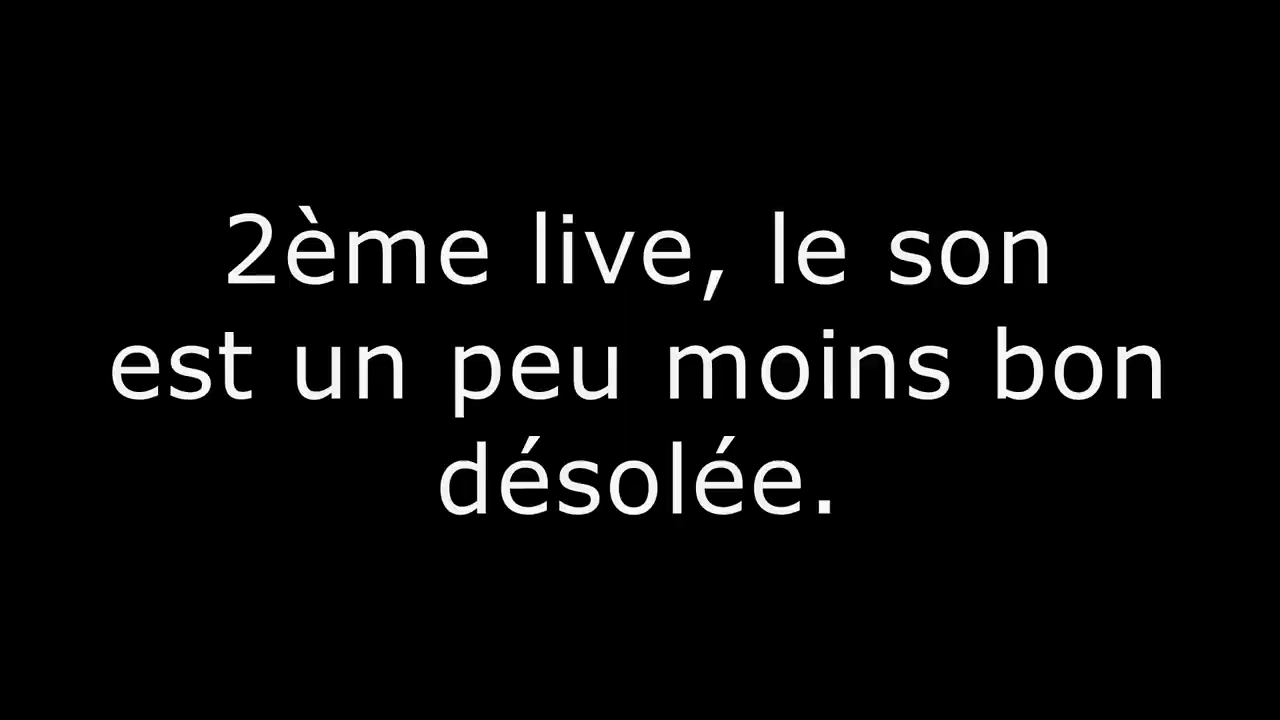 2ème live, le son
est un peu moins bon
désolée.